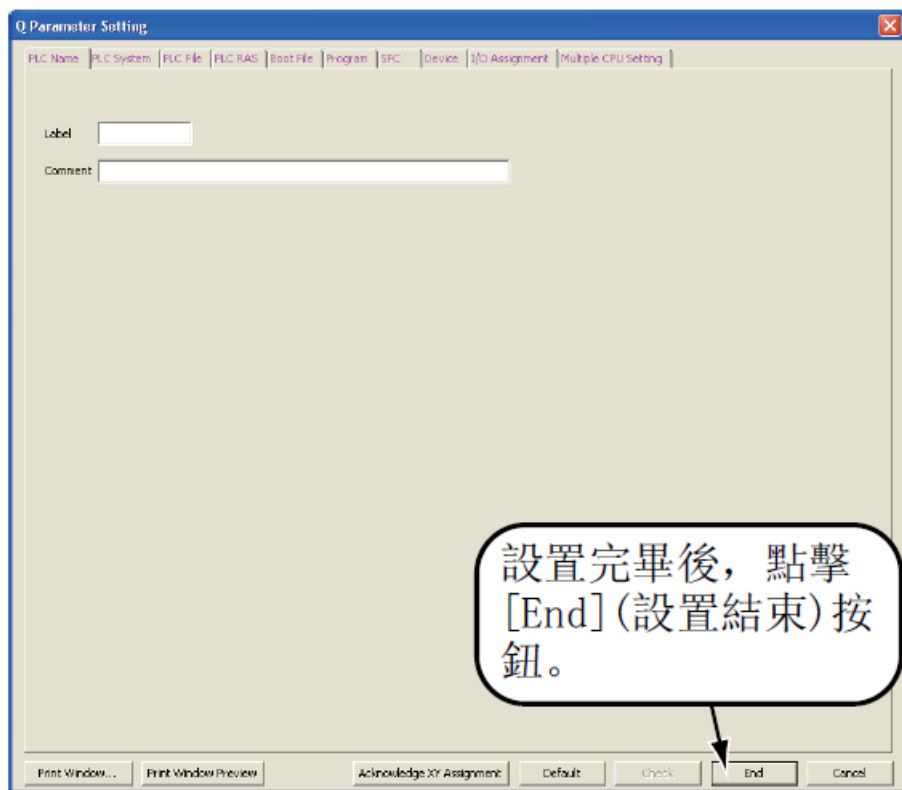 Q Parameter Setting
PLC Name PLC System PLC File PLC RAS Boot File Program SFC Device I/O Assignment Multiple CPU Setting
Label
Comment
設置完畢後，點擊
[End](設置結束)按
鈕。
Print Window... Print Window Preview Acknowledge XY Assignment Default Check End Cancel